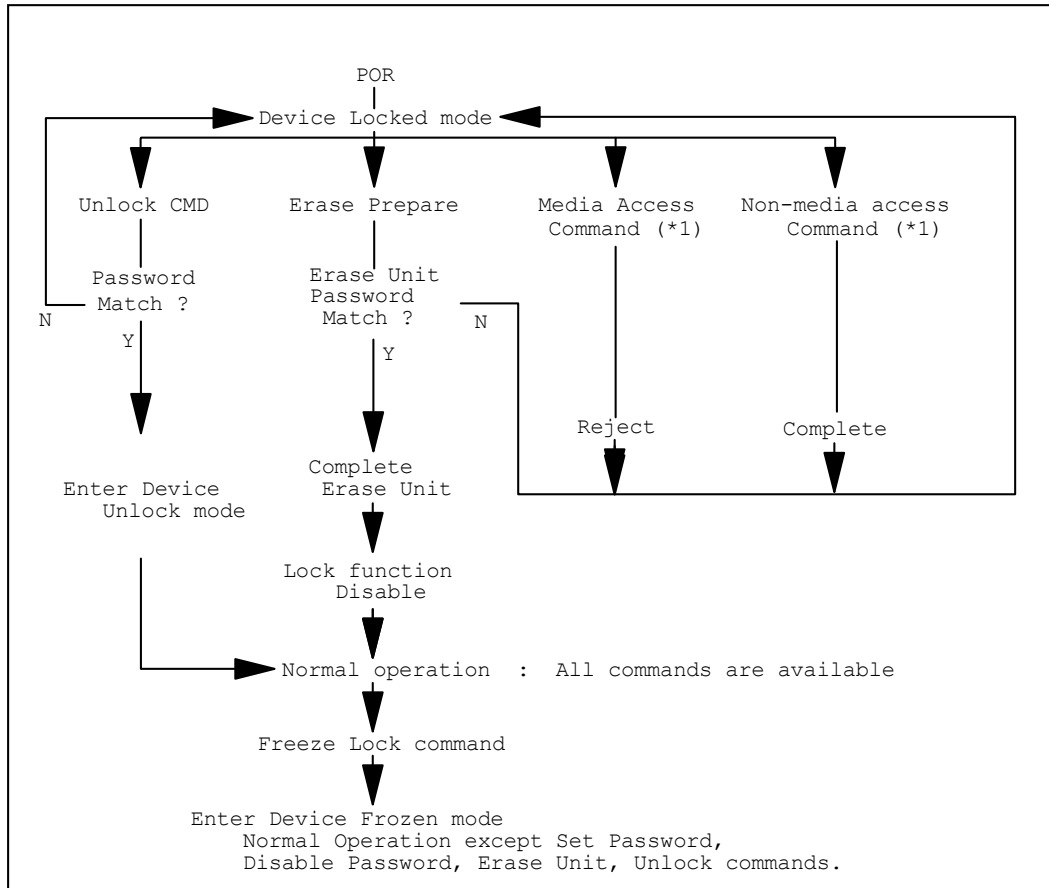 POR
Device Locked mode
Unlock CMD
Erase Prepare
Media Access
Command (*1)
Non-media access
Command (*1)
Password
Match ?
N
Y
Erase Unit
Password
Match ?
N
Y
Reject
Complete
Enter Device
Unlock mode
Complete
Erase Unit
Lock function
Disable
Normal operation : All commands are available
Freeze Lock command
Enter Device Frozen mode
Normal Operation except Set Password,
Disable Password, Erase Unit, Unlock commands.